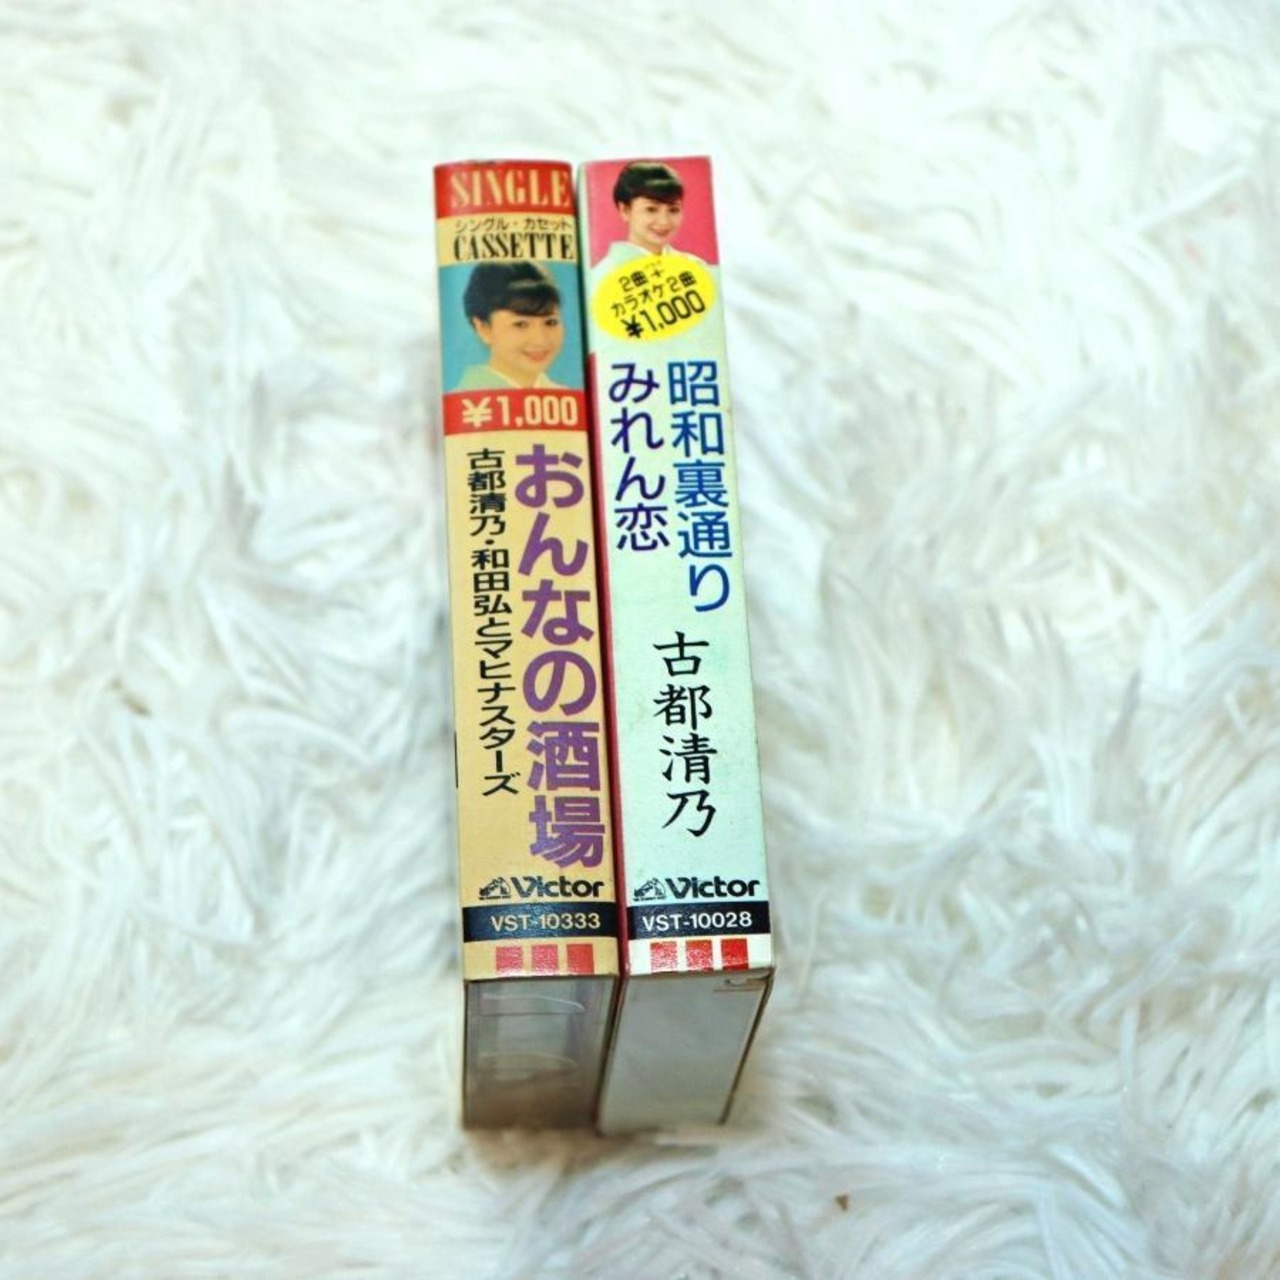 SINGLE
シングル・カセット
CASSETTE
¥1,000
おんなの酒場
古都清乃・和田弘とマヒナスターズ
Victor
VST-10333
2曲+
カラオケ2曲
¥1,000
昭和裏通り
みれん恋
古都清乃
Victor
VST-10028